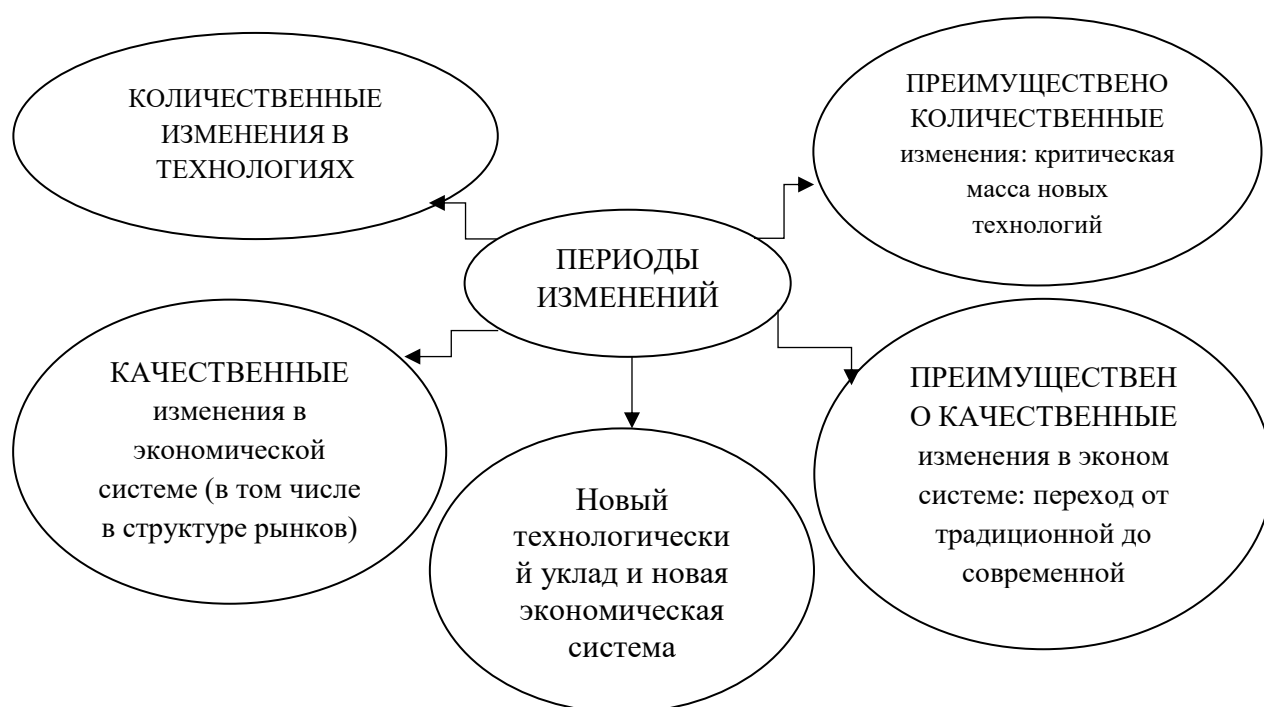 КОЛИЧЕСТВЕННЫЕ
ИЗМЕНЕНИЯ В
ТЕХНОЛОГИЯХ
ПРЕИМУЩЕСТВЕНО
КОЛИЧЕСТВЕННЫЕ
изменения: критическая
масса новых
технологий
ПЕРИОДЫ
ИЗМЕНЕНИЙ
КАЧЕСТВЕННЫЕ
изменения в
экономической
системе (в том числе
в структуре рынков)
Новый
технологически
й уклад и новая
экономическая
система
ПРЕИМУЩЕСТВЕН
О КАЧЕСТВЕННЫЕ
изменения в эконом
системе: переход от
традиционной до
современной